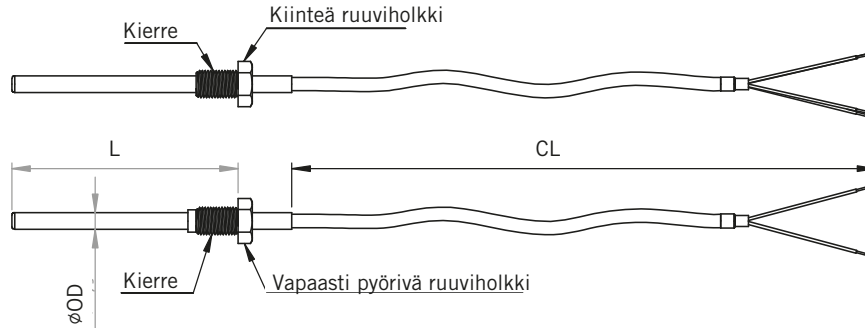 Kiinteä ruuviholkki
Kierre
L
CL
Kierre
Vapaasti pyörivä ruuviholkki
øOD